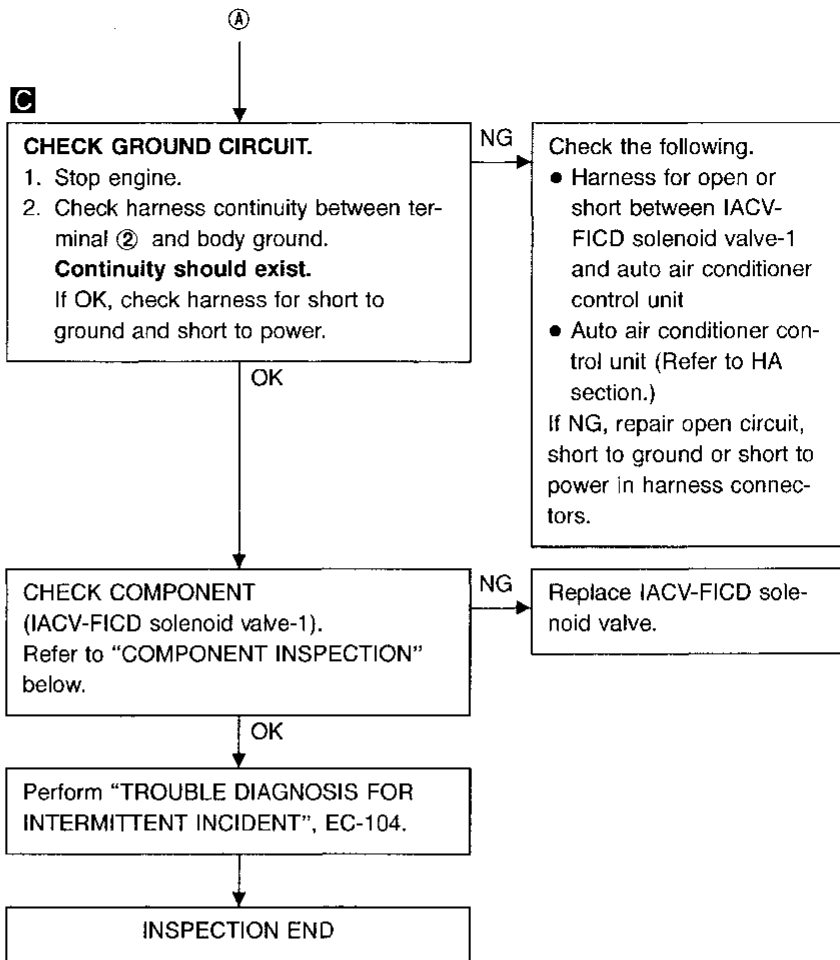 Ⓐ
C
CHECK GROUND CIRCUIT.
1. Stop engine.
2. Check harness continuity between ter-
minal ② and body ground.
Continuity should exist.
If OK, check harness for short to
ground and short to power.
NG
Check the following.
● Harness for open or
short between IACV-
FICD solenoid valve-1
and auto air conditioner
control unit
● Auto air conditioner con-
trol unit (Refer to HA
section.)
If NG, repair open circuit,
short to ground or short to
power in harness connec-
tors.
OK
CHECK COMPONENT
(IACV-FICD solenoid valve-1).
Refer to “COMPONENT INSPECTION”
below.
NG
Replace IACV-FICD sole-
noid valve.
OK
Perform “TROUBLE DIAGNOSIS FOR
INTERMITTENT INCIDENT”, EC-104.
INSPECTION END